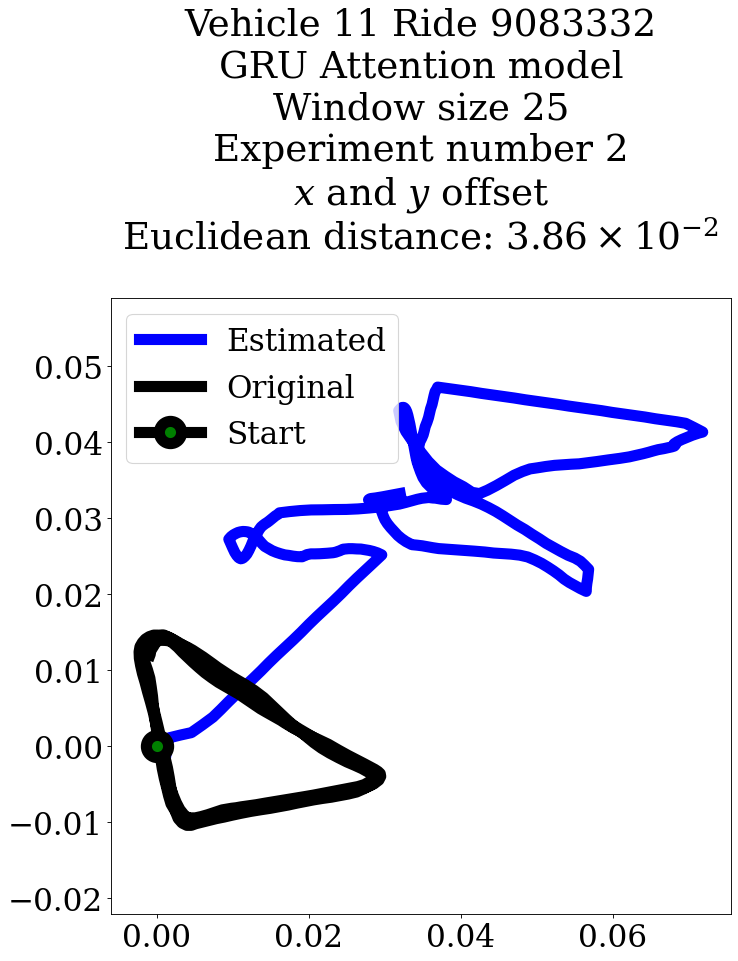 Vehicle 11 Ride 9083332
GRU Attention model
Window size 25
Experiment number 2
x and y offset
Euclidean distance: 3.86 × 10⁻²
Estimated
Original
Start
0.05
0.04
0.03
0.02
0.01
0.00
−0.01
−0.02
0.00 0.02 0.04 0.06